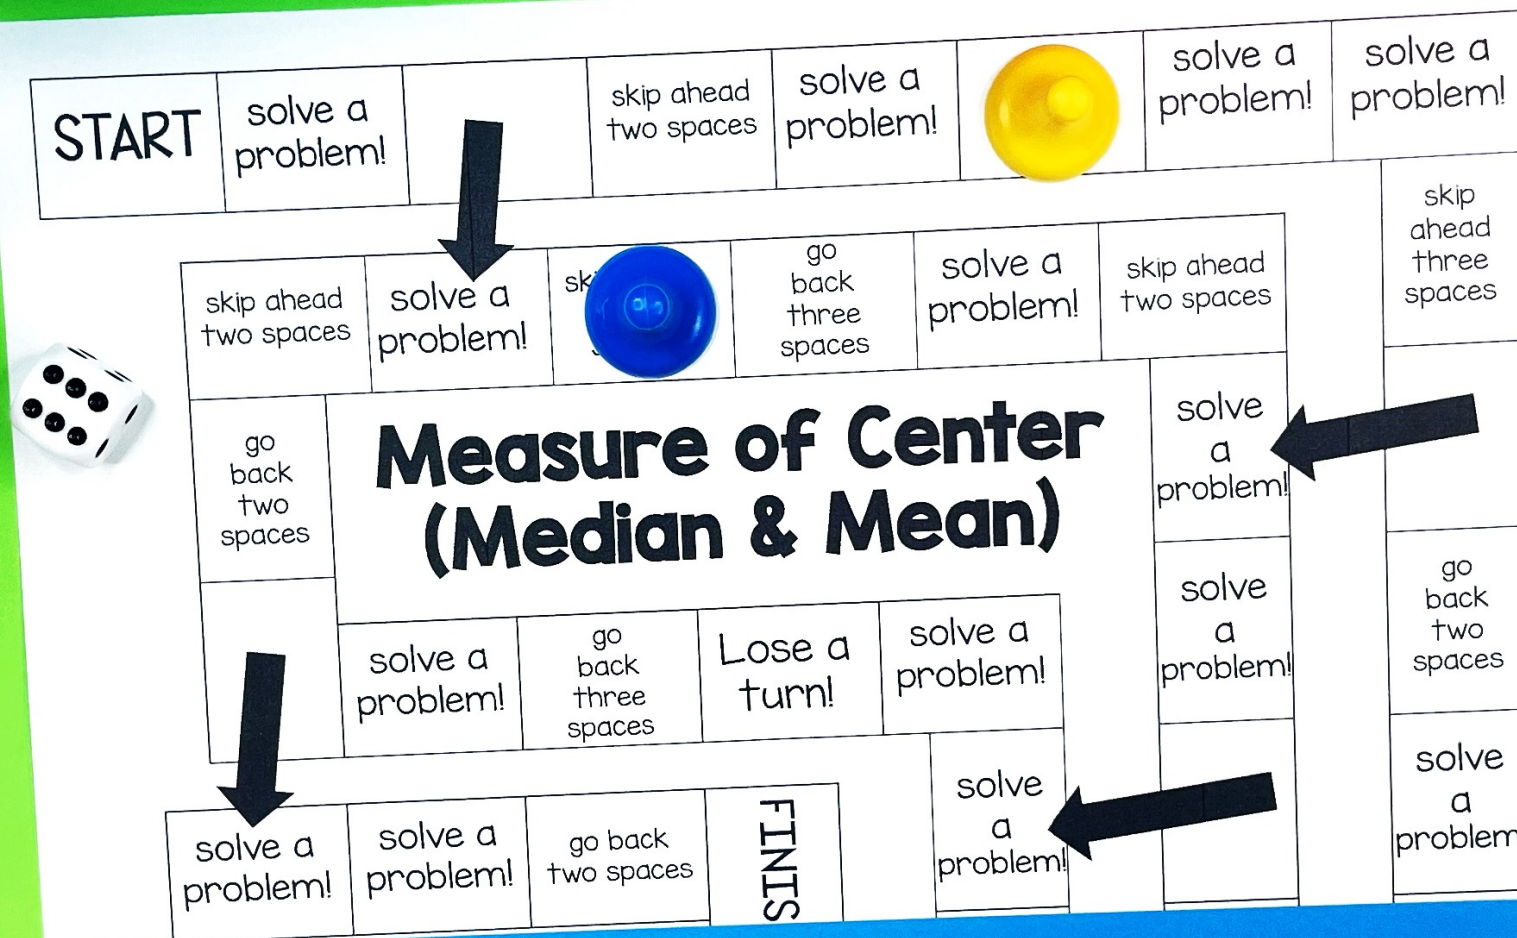 START
solve a
problem!
skip ahead
two spaces
solve a
problem!
solve a
problem!
solve a
problem!
skip
ahead
three
spaces
skip ahead
two spaces
solve a
problem!
go
back
three
spaces
solve a
problem!
skip ahead
two spaces
go
back
two
spaces
Measure of Center
(Median & Mean)
solve
a
problem!
solve
a
problem!
go
back
two
spaces
solve a
problem!
go
back
three
spaces
Lose a
turn!
solve a
problem!
solve
a
problem!
solve
a
problem
solve a
problem!
solve a
problem!
go back
two spaces
FINIS